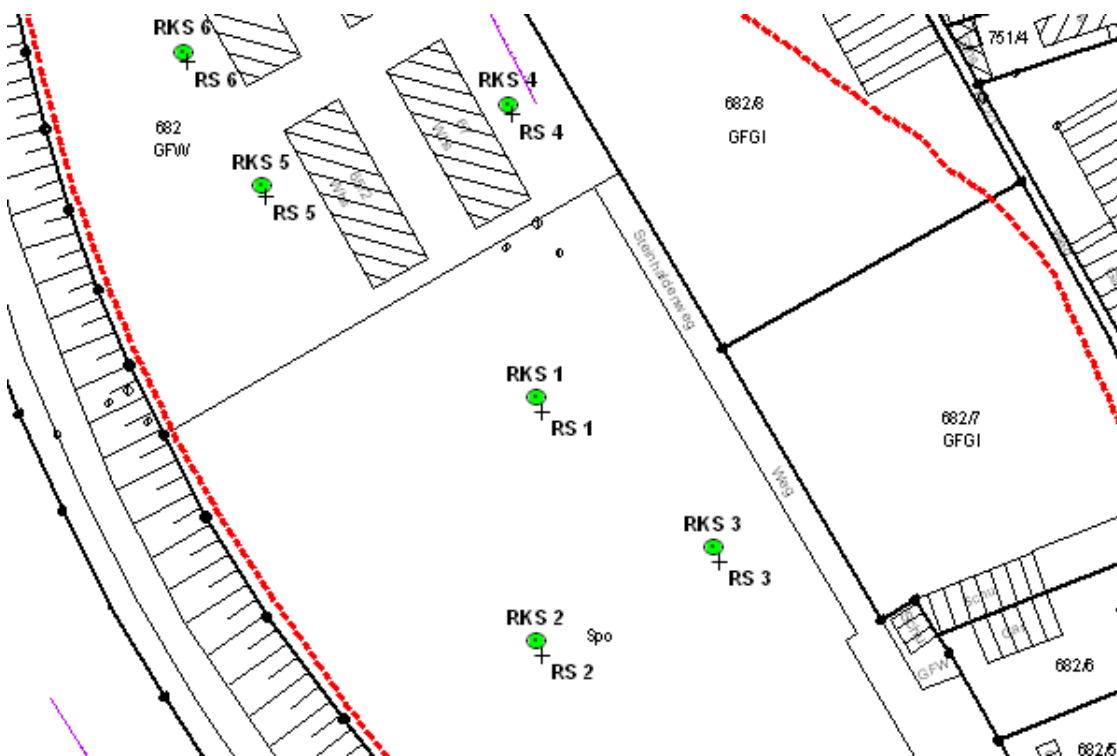 RKS 6
RS 6
751/4
RKS 4
RS 4
682/8
GFGI
682
GFW
RKS 5
RS 5
Steinhaldenweg
RKS 1
RS 1
682/7
GFGI
Weg
RKS 3
RS 3
RKS 2
Spo
RS 2
Schu
GFW
682/6